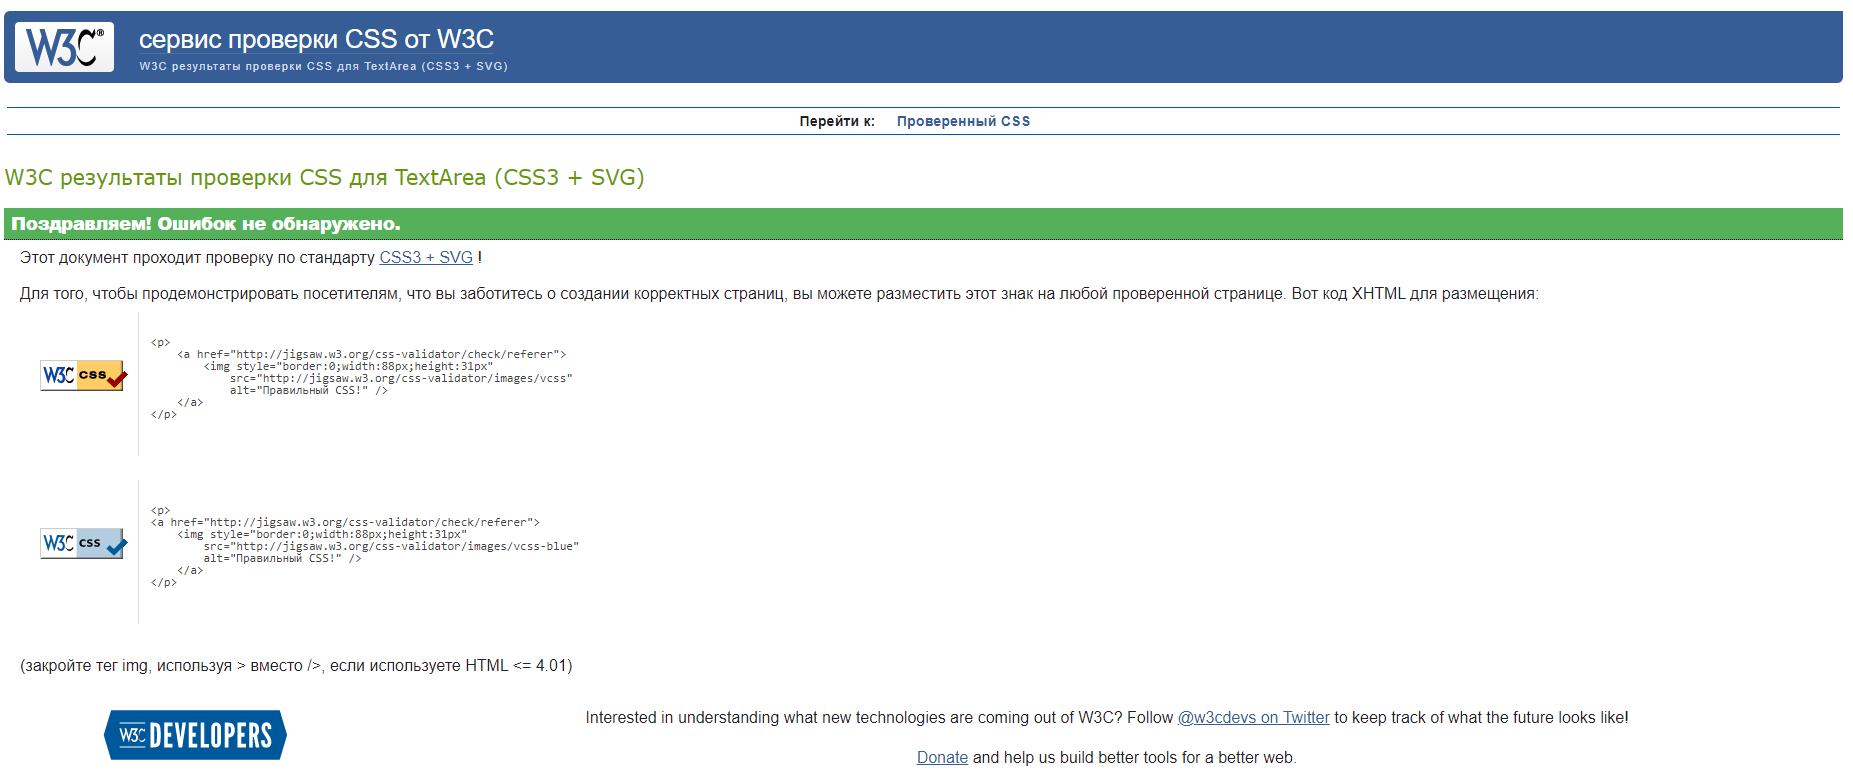 W3C®
сервис проверки CSS от W3C
W3C результаты проверки CSS для TextArea (CSS3 + SVG)
Перейти к: Проверенный CSS
W3C результаты проверки CSS для TextArea (CSS3 + SVG)
Поздравляем! Ошибок не обнаружено.
Этот документ проходит проверку по стандарту CSS3 + SVG !
Для того, чтобы продемонстрировать посетителям, что вы заботитесь о создании корректных страниц, вы можете разместить этот знак на любой проверенной странице. Вот код XHTML для размещения:
W3C css
<p>
    <a href="http://jigsaw.w3.org/css-validator/check/referer">
        <img style="border:0;width:88px;height:31px"
            src="http://jigsaw.w3.org/css-validator/images/vcss"
            alt="Правильный CSS!" />
    </a>
</p>
W3C css
<p>
<a href="http://jigsaw.w3.org/css-validator/check/referer">
    <img style="border:0;width:88px;height:31px"
        src="http://jigsaw.w3.org/css-validator/images/vcss-blue"
        alt="Правильный CSS!" />
    </a>
</p>
(закройте тег img, используя > вместо />, если используете HTML <= 4.01)
W3C DEVELOPERS
Interested in understanding what new technologies are coming out of W3C? Follow @w3cdevs on Twitter to keep track of what the future looks like!
Donate and help us build better tools for a better web.